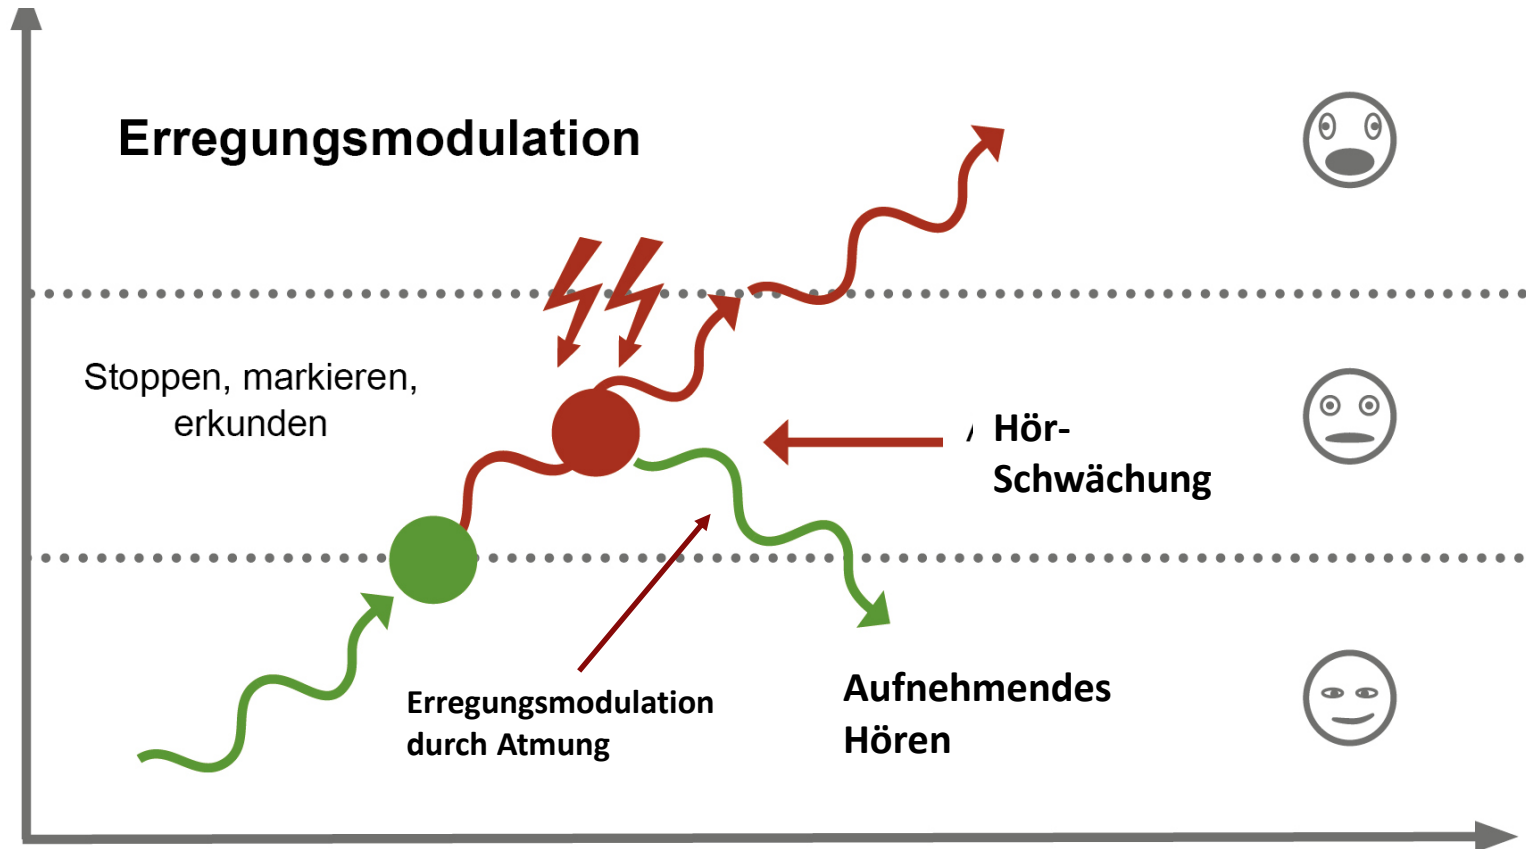 Erregungsmodulation
Stoppen, markieren,
erkunden
Hör-
Schwächung
Erregungsmodulation
durch Atmung
Aufnehmendes
Hören